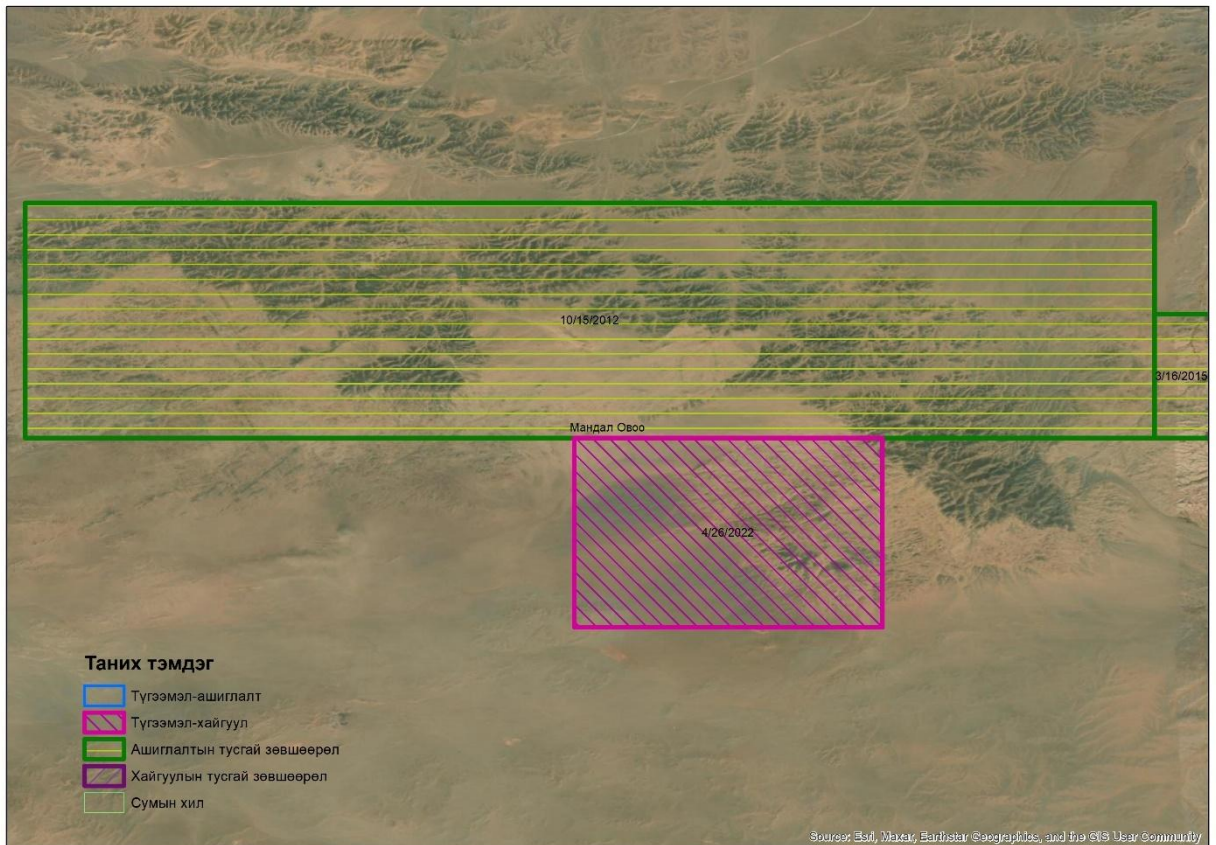 10/15/2012
3/16/2015
Мандал Овоо
4/26/2022
Таних тэмдэг
Түгээмэл-ашиглалт
Түгээмэл-хайгуул
Ашиглалтын тусгай зөвшөөрөл
Хайгуулын тусгай зөвшөөрөл
Сумын хил
Source: Esri, Maxar, Earthstar Geographics, and the GIS User Community